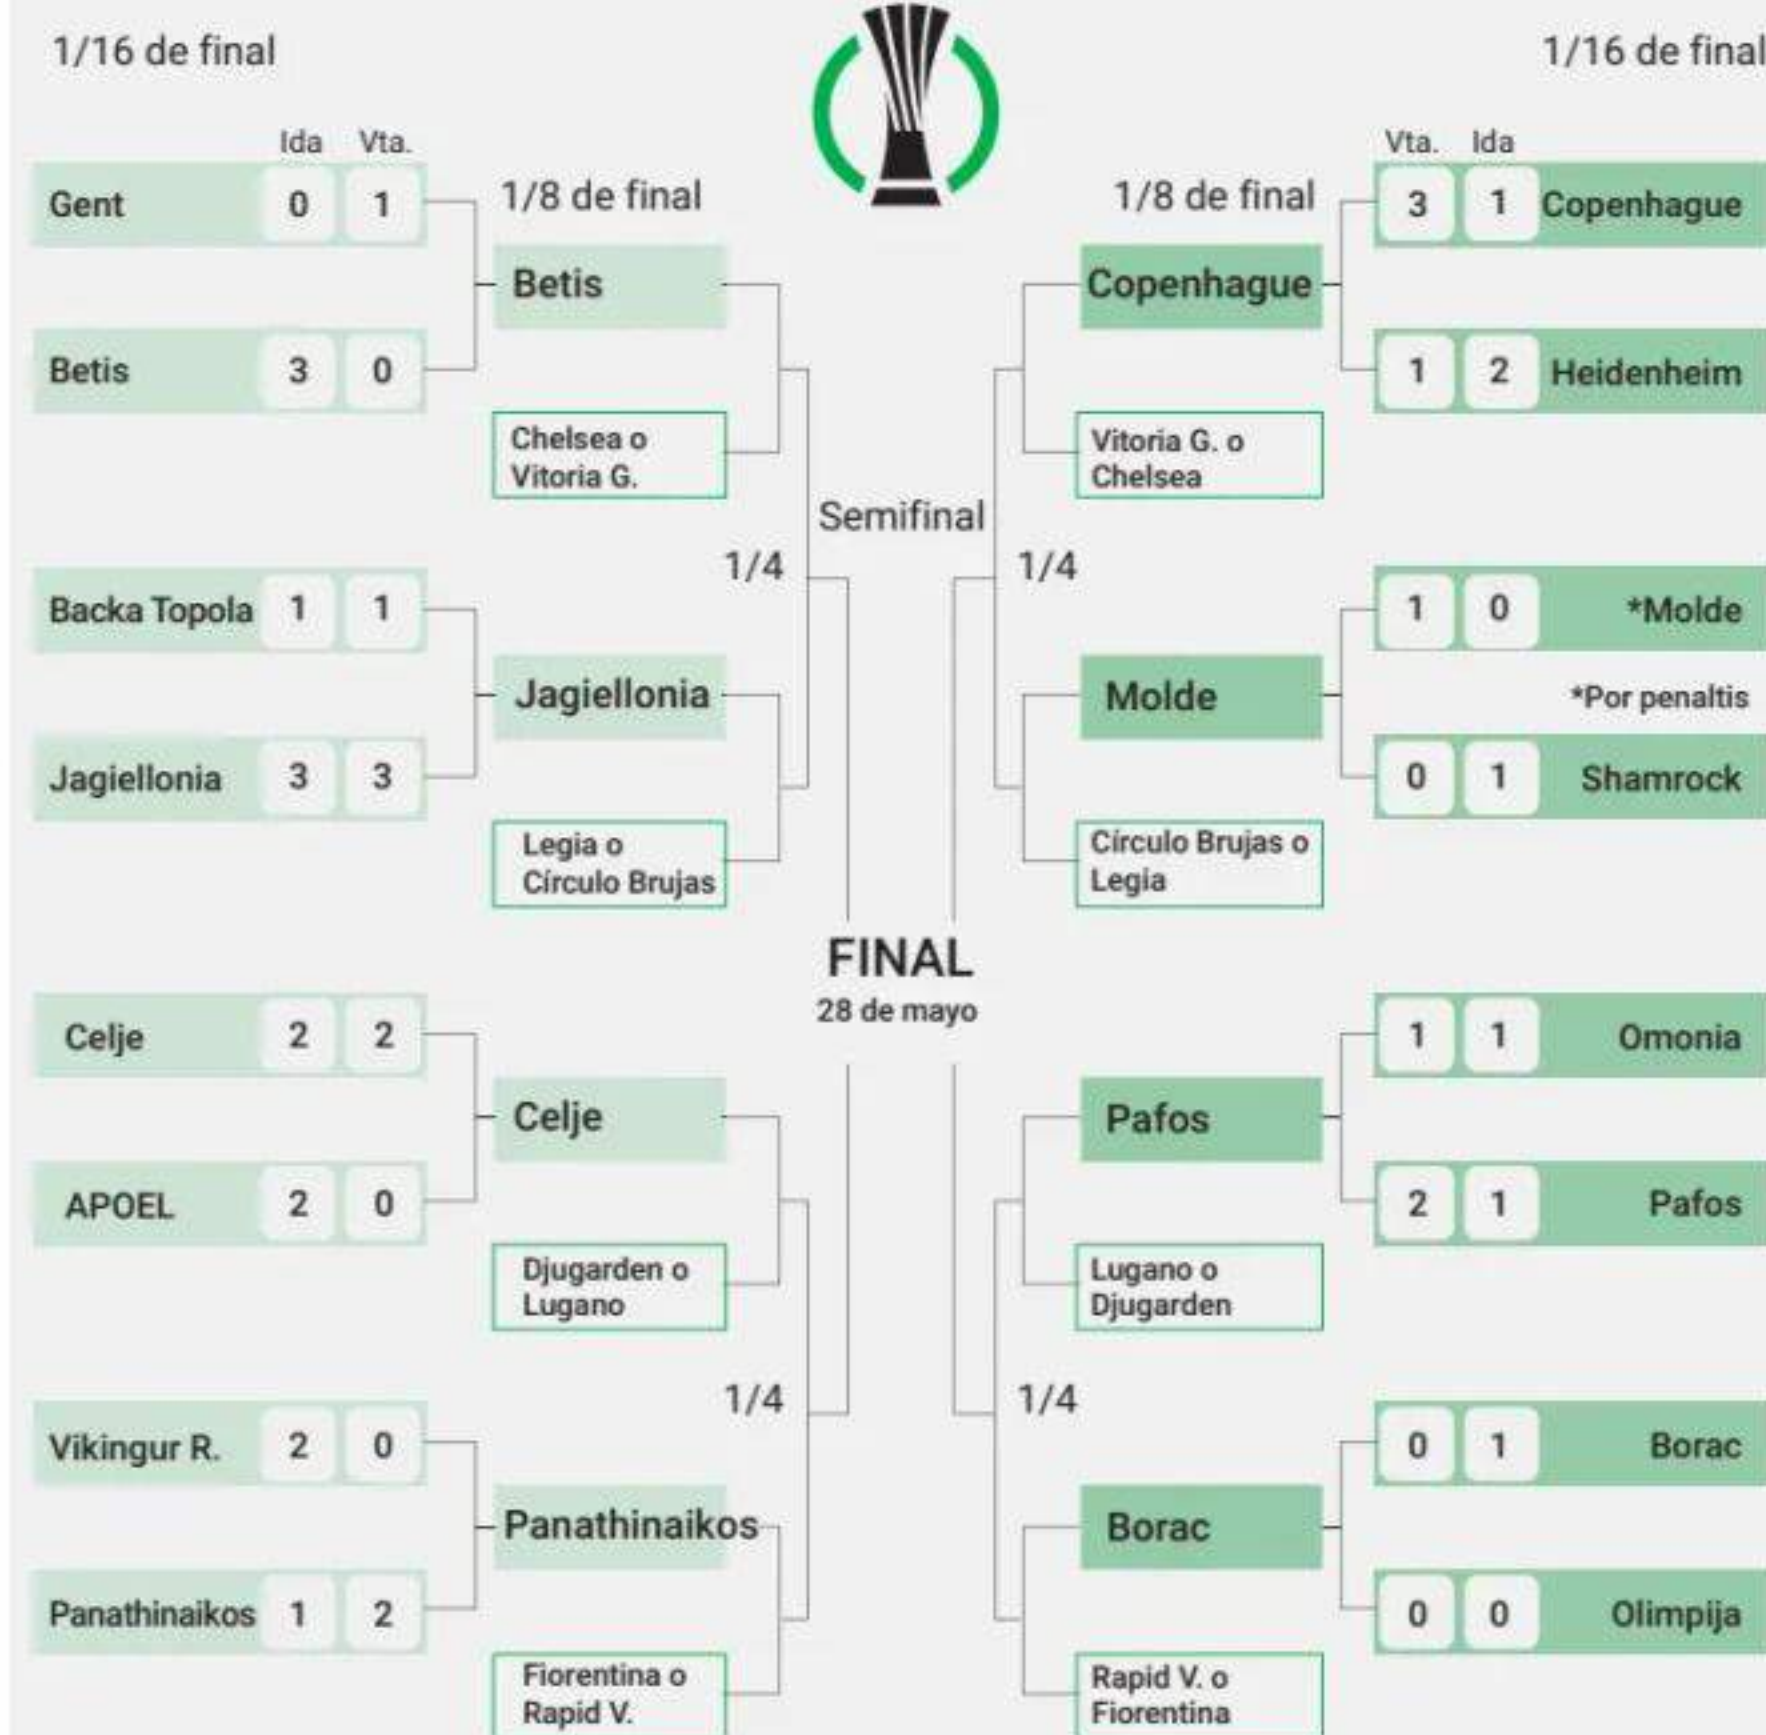 1/16 de final
1/16 de final
Ida Vta.
Vta. Ida
Gent 0 1
1/8 de final
1/8 de final
3 1 Copenhague
Betis
Copenhague
Betis 3 0
1 2 Heidenheim
Chelsea o
Vitoria G.
Vitoria G. o
Chelsea
Semifinal
1/4
1/4
Backa Topola 1 1
1 0 *Molde
Jagiellonia
Molde
*Por penaltis
Jagiellonia 3 3
0 1 Shamrock
Legia o
Círculo Brujas
Círculo Brujas o
Legia
FINAL
28 de mayo
Celje 2 2
1 1 Omonia
Celje
Pafos
APOEL 2 0
2 1 Pafos
Djugarden o
Lugano
Lugano o
Djugarden
1/4
1/4
Vikingur R. 2 0
0 1 Borac
Panathinaikos
Borac
Panathinaikos 1 2
0 0 Olimpija
Fiorentina o
Rapid V.
Rapid V. o
Fiorentina